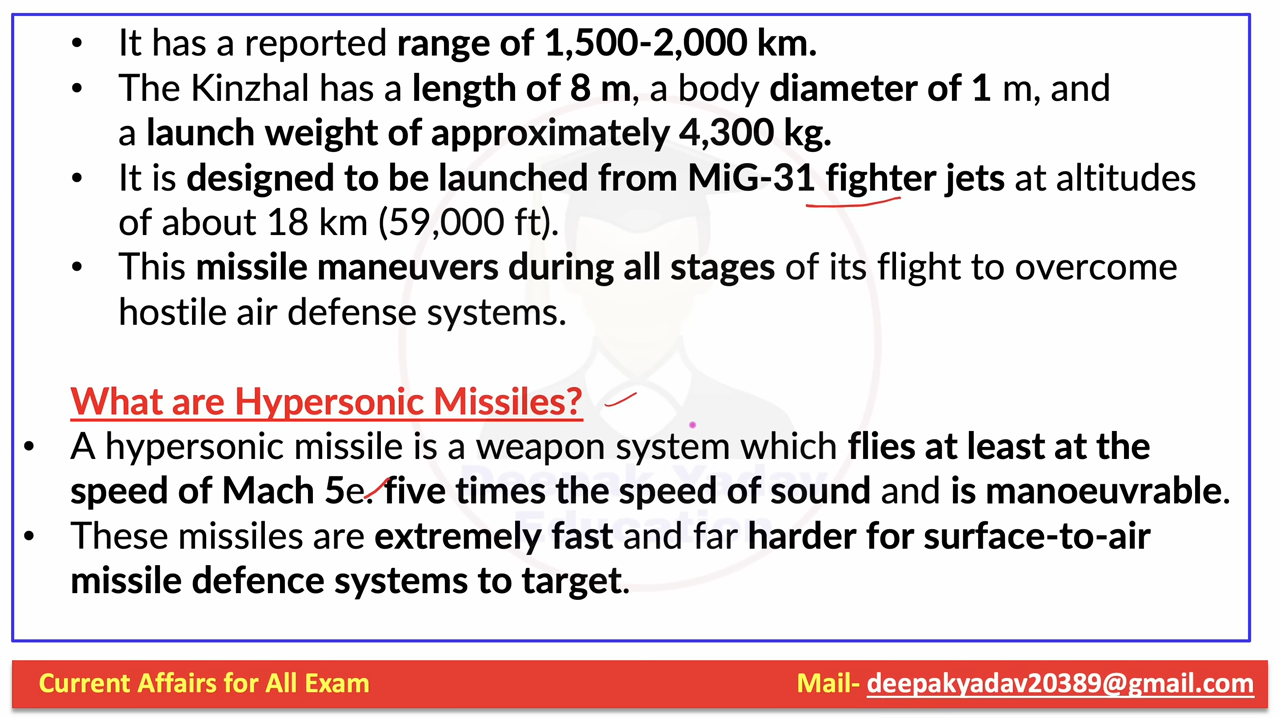 • It has a reported range of 1,500-2,000 km.
• The Kinzhal has a length of 8 m, a body diameter of 1 m, and
a launch weight of approximately 4,300 kg.
• It is designed to be launched from MiG-31 fighter jets at altitudes
of about 18 km (59,000 ft).
• This missile maneuvers during all stages of its flight to overcome
hostile air defense systems.
What are Hypersonic Missiles?
• A hypersonic missile is a weapon system which flies at least at the
speed of Mach 5e. five times the speed of sound and is manoeuvrable.
• These missiles are extremely fast and far harder for surface-to-air
missile defence systems to target.
Deepak Yadav
Education
Current Affairs for All Exam
Mail- deepakyadav20389@gmail.com